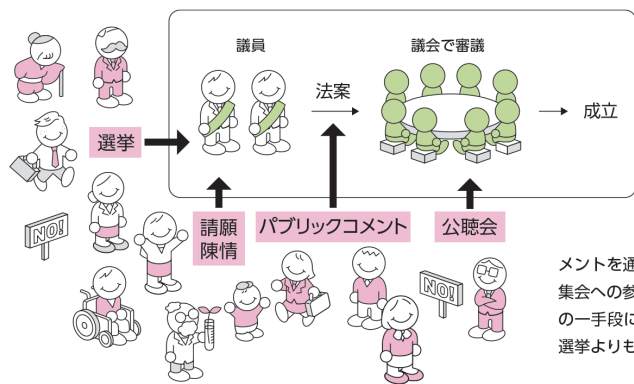 議員
議会で審議
法案
成立
選挙
請願
陳情
パブリックコメント
公聴会
NO!
NO!
メントを通
集会への参
の一手段に
選挙よりも